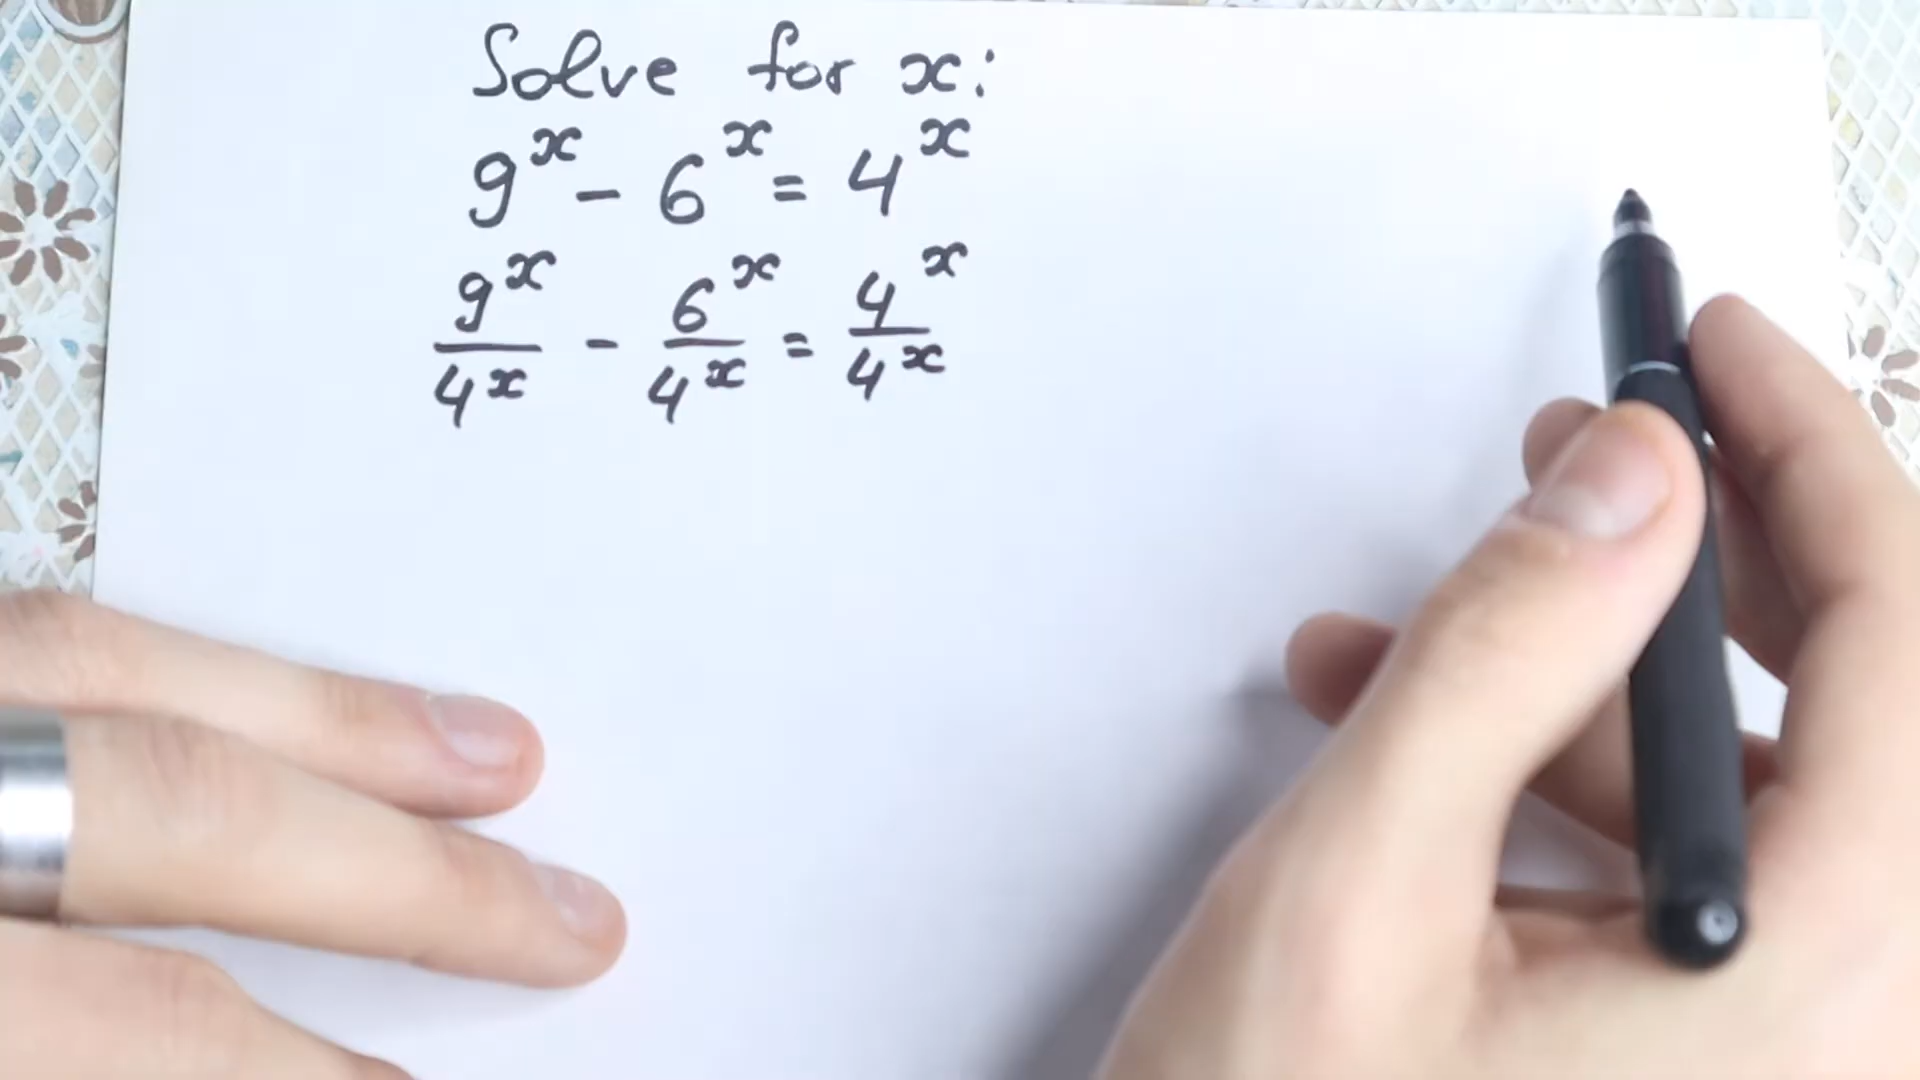 Solve for x:
9^x - 6^x = 4^x
9^x/4^x - 6^x/4^x = 4^x/4^x